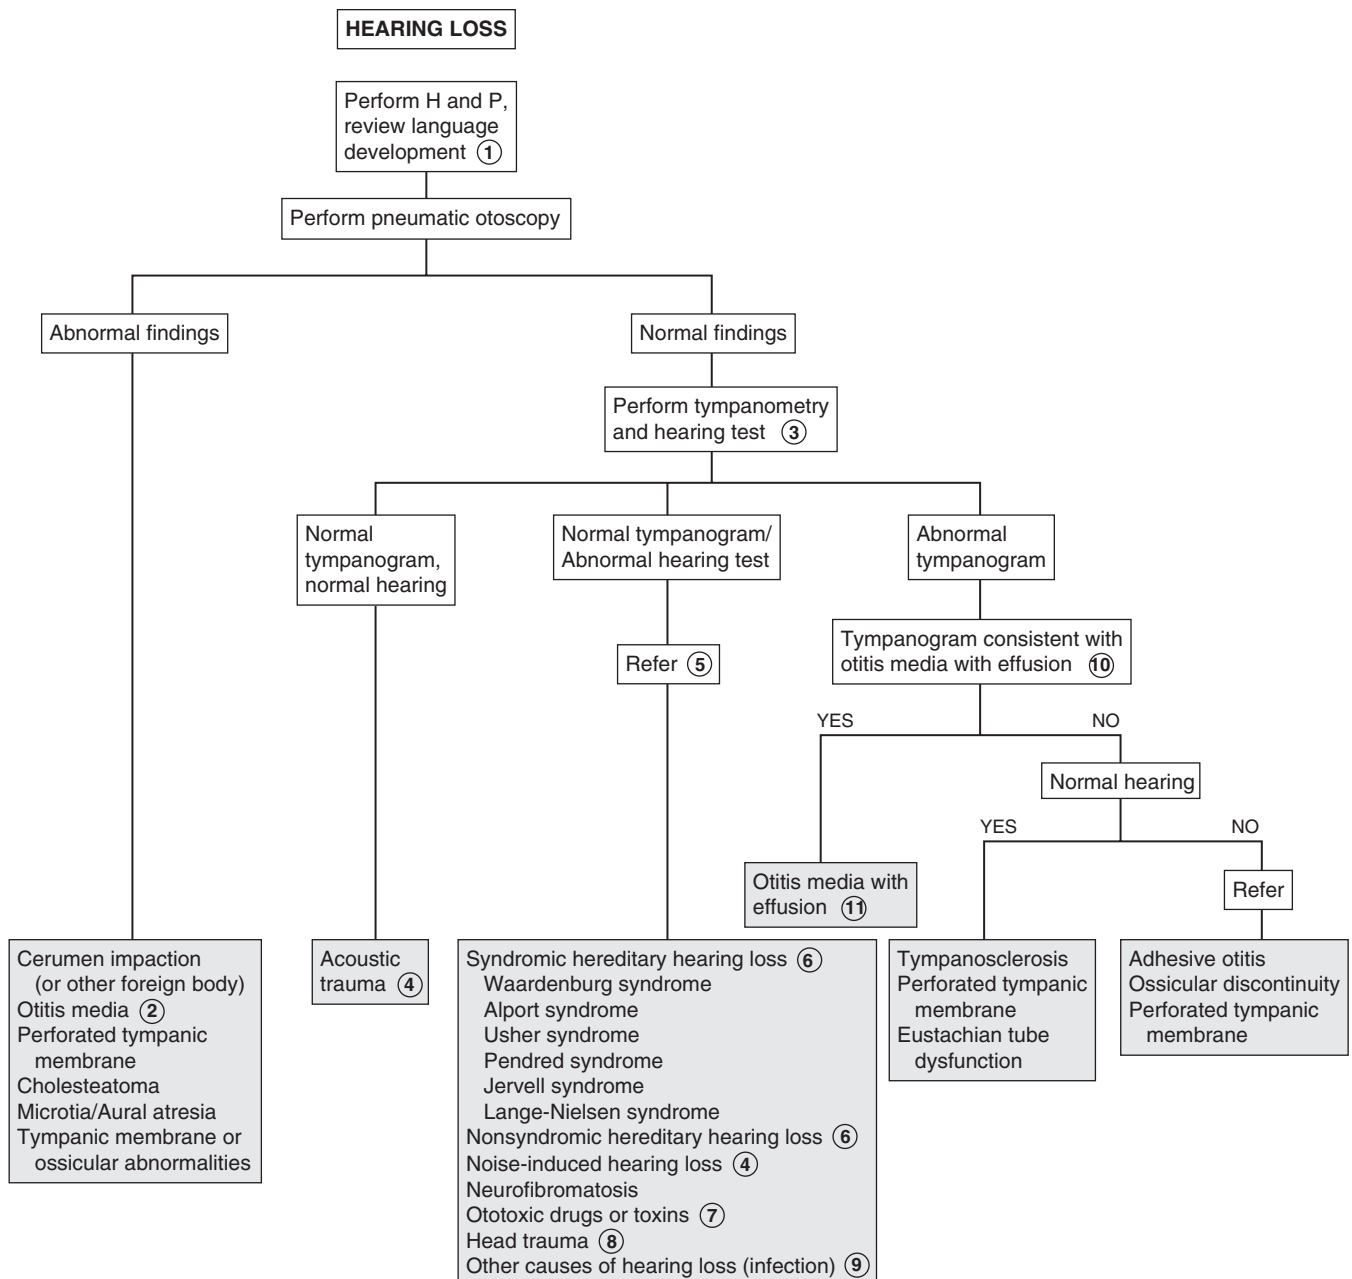 HEARING LOSS
Perform H and P,
review language
development 1
Perform pneumatic otoscopy
Abnormal findings
Normal findings
Perform tympanometry
and hearing test 3
Normal
tympanogram,
normal hearing
Normal tympanogram/
Abnormal hearing test
Abnormal
tympanogram
Refer 5
Tympanogram consistent with
otitis media with effusion 10
YES
NO
Normal hearing
YES
NO
Otitis media with
effusion 11
Refer
Cerumen impaction
(or other foreign body)
Otitis media 2
Perforated tympanic
membrane
Cholesteatoma
Microtia/Aural atresia
Tympanic membrane or
ossicular abnormalities
Acoustic
trauma 4
Syndromic hereditary hearing loss 6
Waardenburg syndrome
Alport syndrome
Usher syndrome
Pendred syndrome
Jervell syndrome
Lange-Nielsen syndrome
Nonsyndromic hereditary hearing loss 6
Noise-induced hearing loss 4
Neurofibromatosis
Ototoxic drugs or toxins 7
Head trauma 8
Other causes of hearing loss (infection) 9
Tympanosclerosis
Perforated tympanic
membrane
Eustachian tube
dysfunction
Adhesive otitis
Ossicular discontinuity
Perforated tympanic
membrane